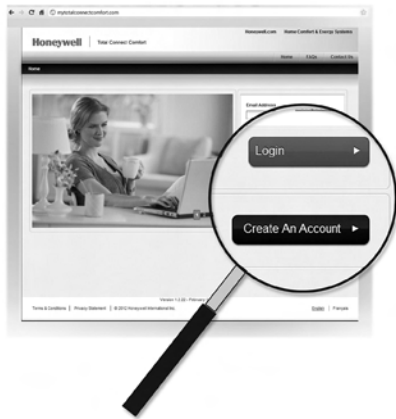 mytotalconnectcomfort.com
Honeywell.com Home Comfort & Energy Systems
Honeywell Total Connect Comfort
Home FAQs Contact Us
Home
Email Address
Login
Create An Account
Terms & Conditions Privacy Statement © 2012 Honeywell International Inc.
English Français